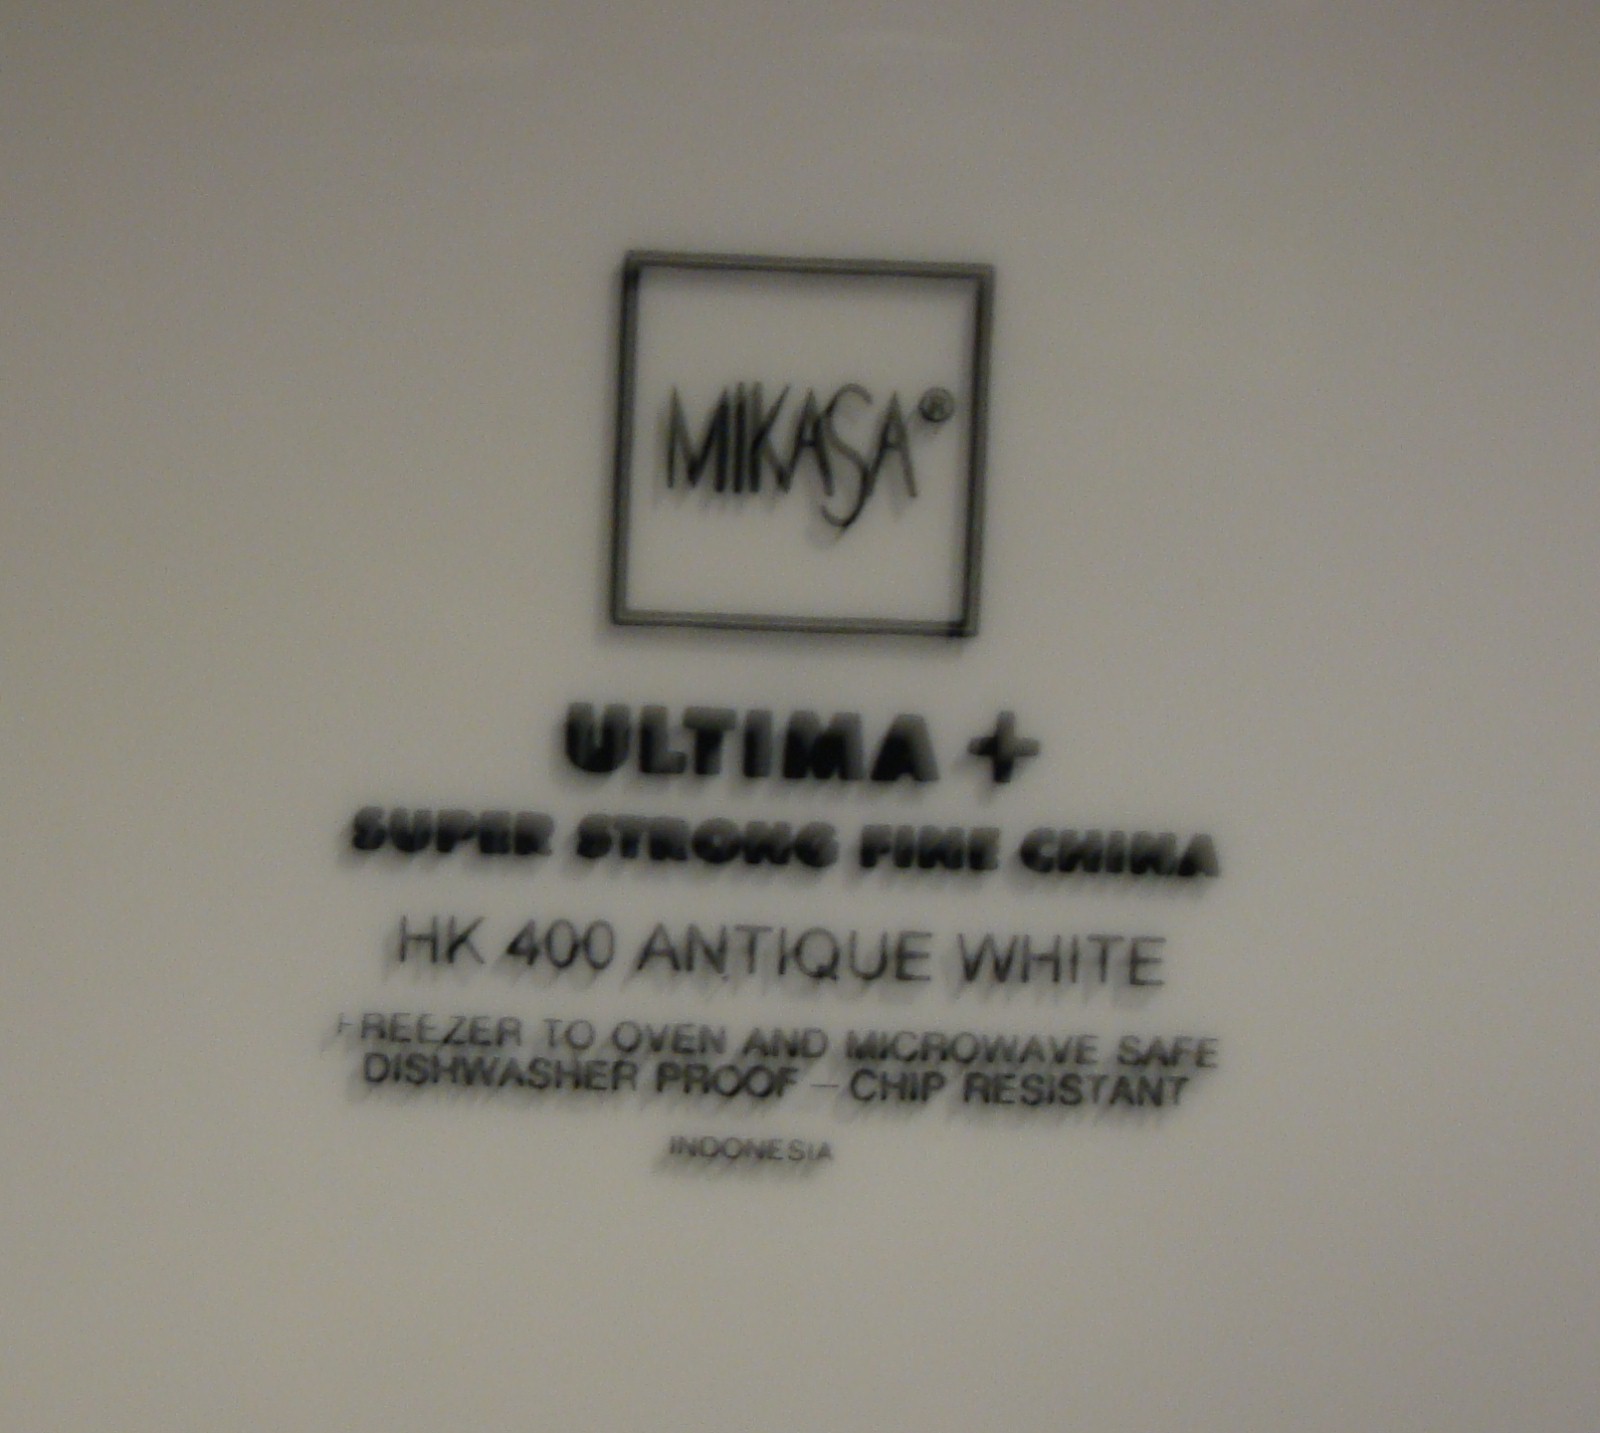 MIKASA®
ULTIMA +
SUPER STRONG FINE CHINA
HK 400 ANTIQUE WHITE
FREEZER TO OVEN AND MICROWAVE SAFE
DISHWASHER PROOF – CHIP RESISTANT
INDONESIA